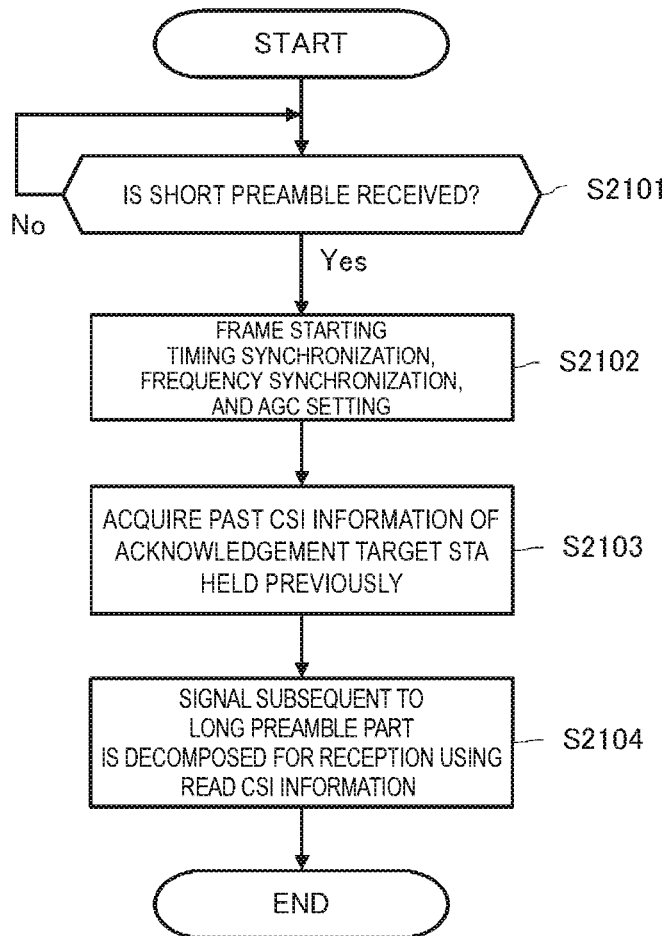 START
IS SHORT PREAMBLE RECEIVED?
S2101
No
Yes
FRAME STARTING
TIMING SYNCHRONIZATION,
FREQUENCY SYNCHRONIZATION,
AND AGC SETTING
S2102
ACQUIRE PAST CSI INFORMATION OF
ACKNOWLEDGEMENT TARGET STA
HELD PREVIOUSLY
S2103
SIGNAL SUBSEQUENT TO
LONG PREAMBLE PART
IS DECOMPOSED FOR RECEPTION USING
READ CSI INFORMATION
S2104
END